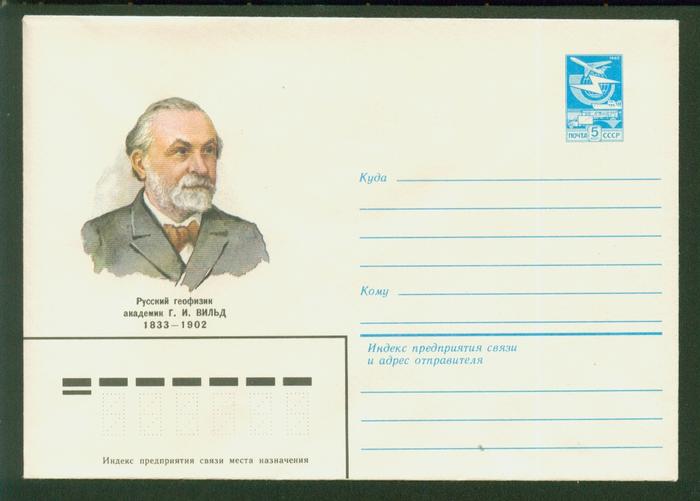 1982
ПОЧТА 5 СССР
Куда
Русский геофизик
академик Г. И. ВИЛЬД
1833—1902
Кому
Индекс предприятия связи
и адрес отправителя
Индекс предприятия связи места назначения